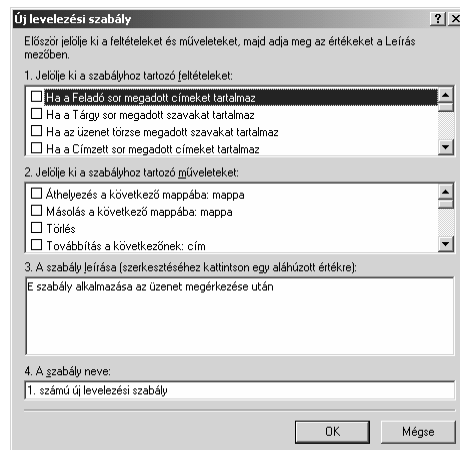 Új levelezési szabály
Először jelölje ki a feltételeket és műveleteket, majd adja meg az értékeket a Leírás
mezőben.
1. Jelölje ki a szabályhoz tartozó feltételeket:
Ha a Feladó sor megadott címeket tartalmaz
Ha a Tárgy sor megadott szavakat tartalmaz
Ha az üzenet törzse megadott szavakat tartalmaz
Ha a Címzett sor megadott címeket tartalmaz
2. Jelölje ki a szabályhoz tartozó műveleteket:
Áthelyezés a következő mappába: mappa
Másolás a következő mappába: mappa
Törlés
Továbbítás a következőnek: cím
3. A szabály leírása (szerkesztéséhez kattintson egy aláhúzott értékre):
E szabály alkalmazása az üzenet megérkezése után
4. A szabály neve:
1. számú új levelezési szabály
OK Mégse